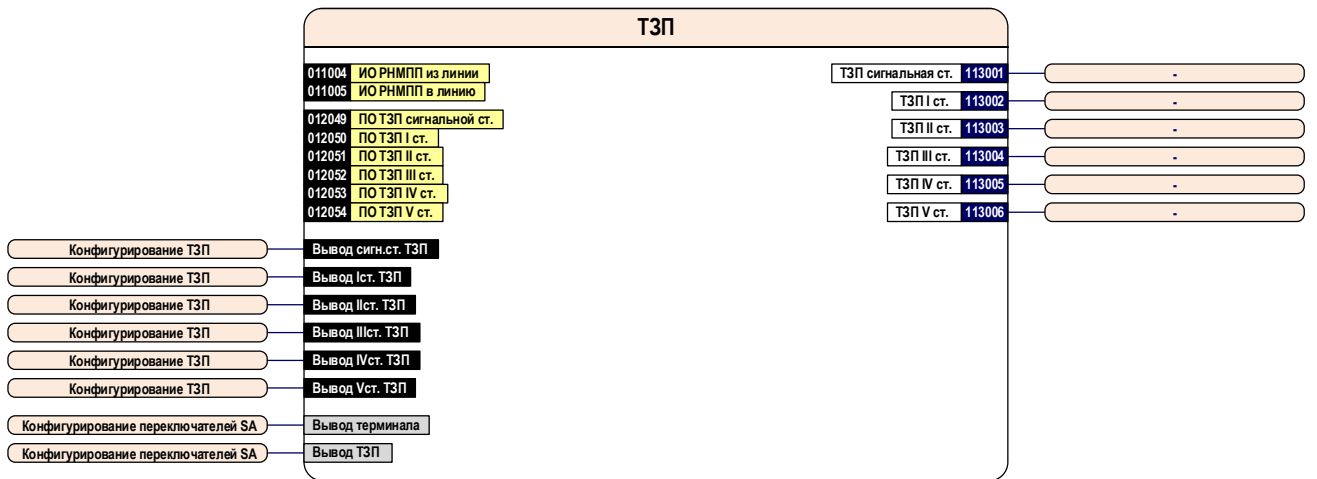 ТЗП
011004 ИО РНМПП из линии
011005 ИО РНМПП в линию
012049 ПО ТЗП сигнальной ст.
012050 ПО ТЗП I ст.
012051 ПО ТЗП II ст.
012052 ПО ТЗП III ст.
012053 ПО ТЗП IV ст.
012054 ПО ТЗП V ст.
ТЗП сигнальная ст. 113001 -
ТЗП I ст. 113002 -
ТЗП II ст. 113003 -
ТЗП III ст. 113004 -
ТЗП IV ст. 113005 -
ТЗП V ст. 113006 -
Конфигурирование ТЗП Вывод сигн.ст. ТЗП
Конфигурирование ТЗП Вывод Iст. ТЗП
Конфигурирование ТЗП Вывод IIст. ТЗП
Конфигурирование ТЗП Вывод IIIст. ТЗП
Конфигурирование ТЗП Вывод IVст. ТЗП
Конфигурирование ТЗП Вывод Vст. ТЗП
Конфигурирование переключателей SA Вывод терминала
Конфигурирование переключателей SA Вывод ТЗП